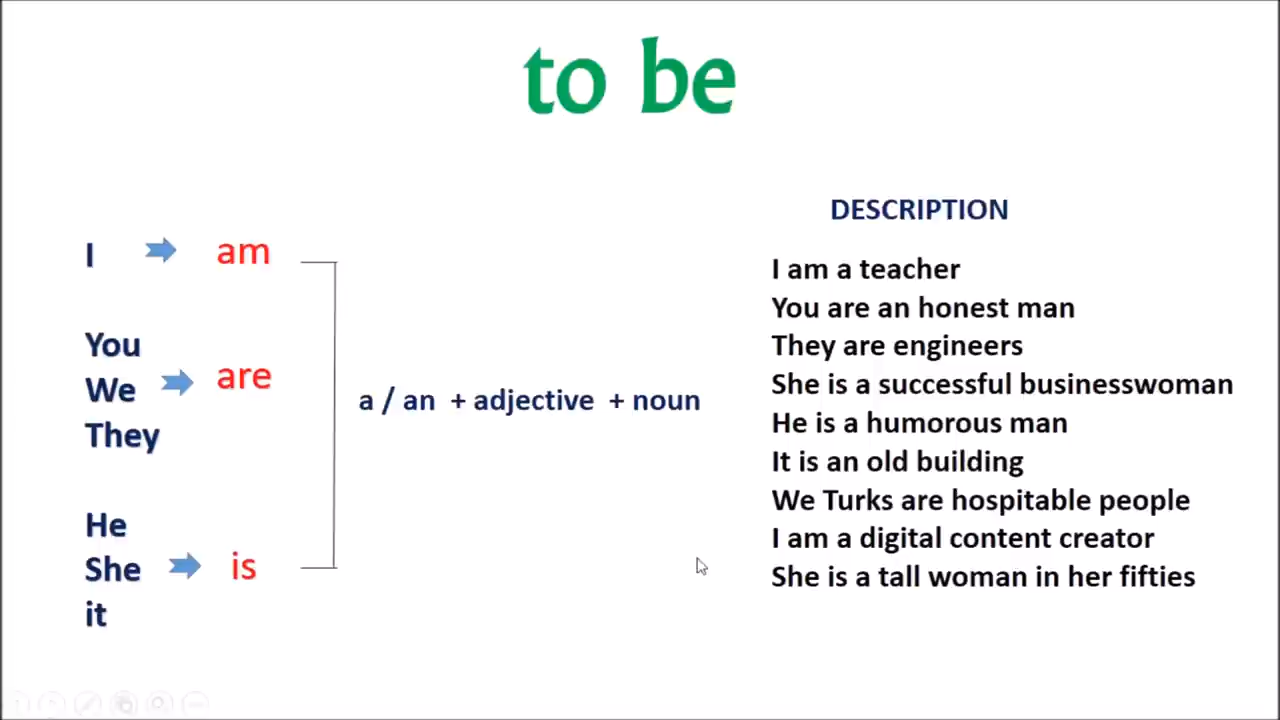 to be
I am
You
We are
They
He
She is
it
a / an + adjective + noun
DESCRIPTION
I am a teacher
You are an honest man
They are engineers
She is a successful businesswoman
He is a humorous man
It is an old building
We Turks are hospitable people
I am a digital content creator
She is a tall woman in her fifties